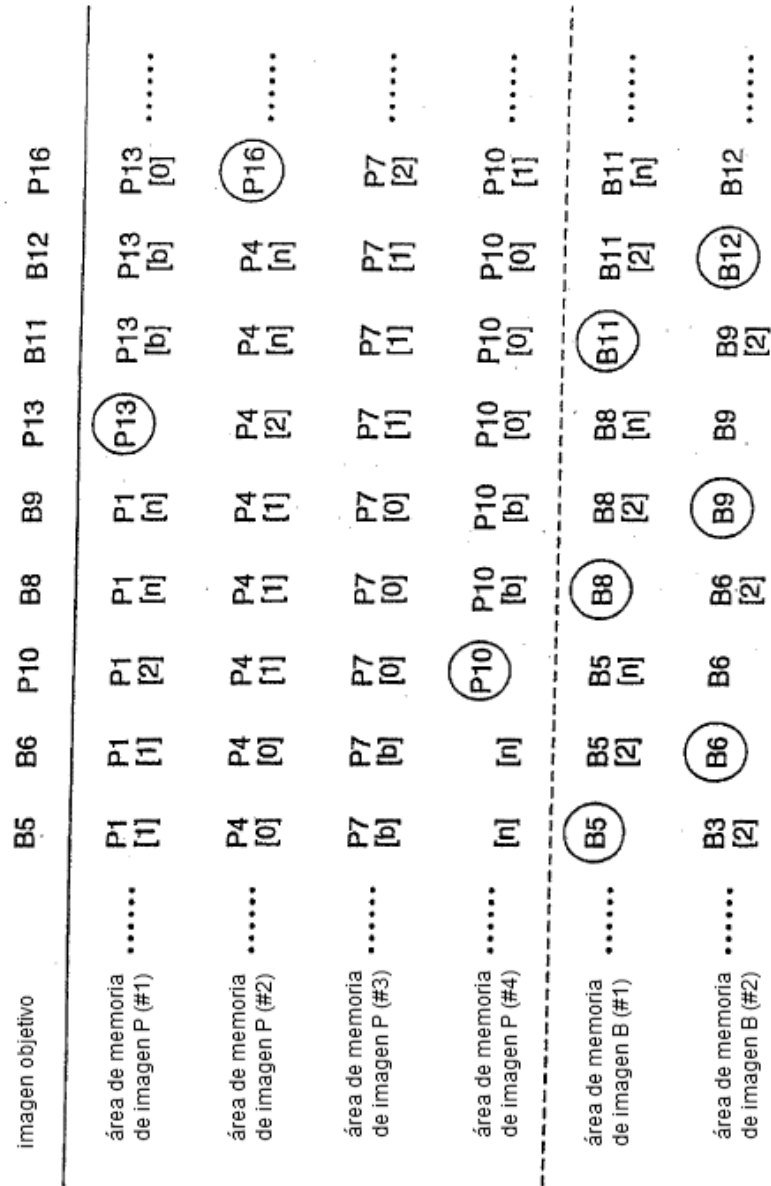 imagen objetivo B5 B6 P10 B8 B9 P13 B11 B12 P16
área de memoria
de imagen P (#1) ...... P1 P1 P1 P1 P1 P13 P13 P13 P13 ......
[1] [1] [2] [n] [n] [b] [b] [0]
área de memoria
de imagen P (#2) ...... P4 P4 P4 P4 P4 P4 P4 P4 P16 ......
[0] [0] [1] [1] [1] [2] [n] [n]
área de memoria
de imagen P (#3) ...... P7 P7 P7 P7 P7 P7 P7 P7 P7 ......
[b] [b] [0] [0] [0] [1] [1] [1] [2]
área de memoria
de imagen P (#4) ...... [n] [n] P10 P10 P10 P10 P10 P10 P10 ......
[b] [b] [0] [0] [0] [1]
área de memoria
de imagen B (#1) ...... B5 B5 B5 B8 B8 B8 B11 B11 B11 ......
[2] [n] [2] [n] [2] [n]
área de memoria
de imagen B (#2) ...... B3 B6 B6 B6 B9 B9 B9 B12 B12 ......
[2] [2] [2]